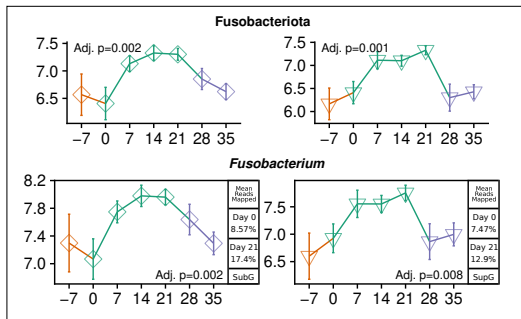 Fusobacteriota
7.5
7.0
6.5
Adj. p=0.002
−7 0 7 14 21 28 35
7.5
7.0
6.5
6.0
Adj. p=0.001
−7 0 7 14 21 28 35
Fusobacterium
8.2
7.8
7.4
7.0
Adj. p=0.002
Mean
Reads
Mapped
Day 0
8.57%
Day 21
17.4%
SubG
−7 0 7 14 21 28 35
7.5
7.0
6.5
Adj. p=0.008
Mean
Reads
Mapped
Day 0
7.47%
Day 21
12.9%
SupG
−7 0 7 14 21 28 35